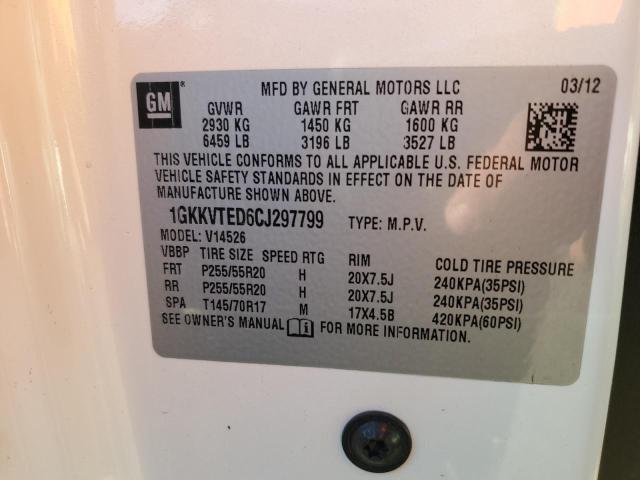 GM
MFD BY GENERAL MOTORS LLC 03/12
GVWR GAWR FRT GAWR RR
2930 KG 1450 KG 1600 KG
6459 LB 3196 LB 3527 LB
THIS VEHICLE CONFORMS TO ALL APPLICABLE U.S. FEDERAL MOTOR
VEHICLE SAFETY STANDARDS IN EFFECT ON THE DATE OF
MANUFACTURE SHOWN ABOVE.
1GKKVTED6CJ297799 TYPE: M.P.V.
MODEL: V14526
VBBP TIRE SIZE SPEED RTG RIM COLD TIRE PRESSURE
FRT P255/55R20 H 20X7.5J 240KPA(35PSI)
RR P255/55R20 H 20X7.5J 240KPA(35PSI)
SPA T145/70R17 M 17X4.5B 420KPA(60PSI)
SEE OWNER'S MANUAL FOR MORE INFORMATION.